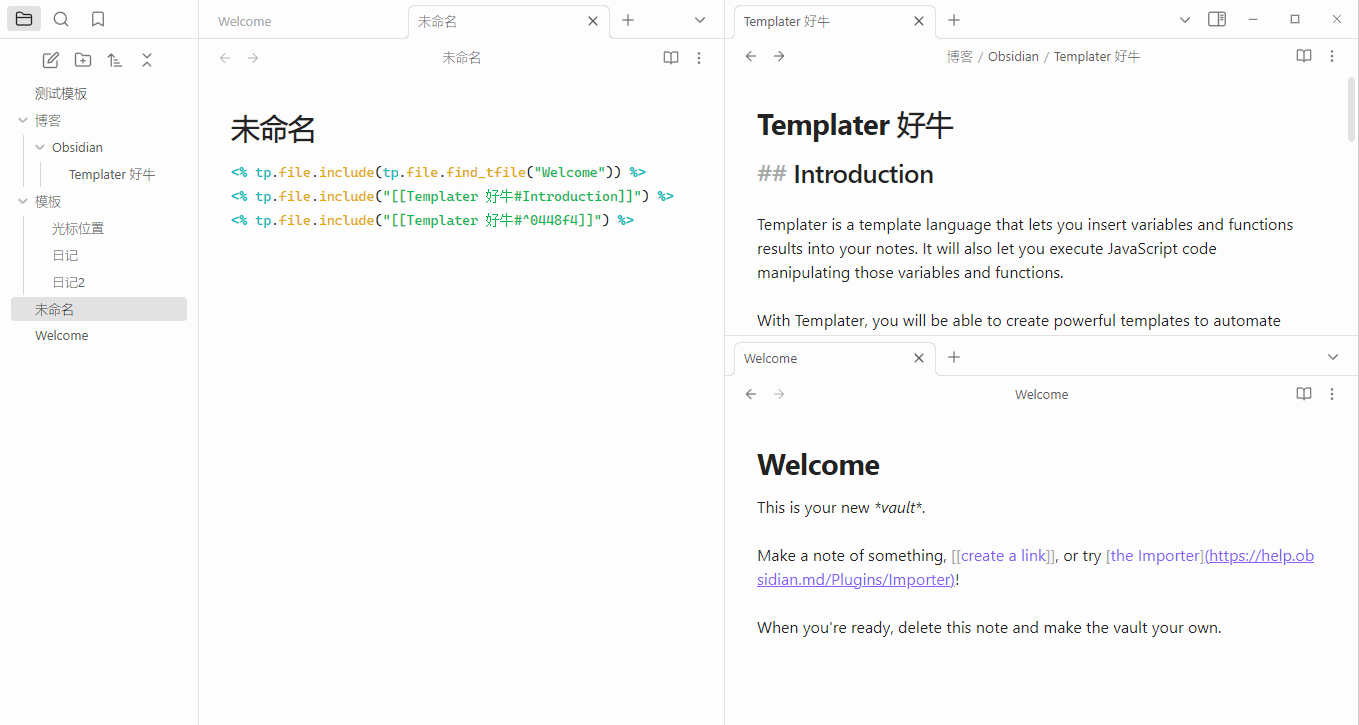 测试模板
博客
Obsidian
Templater 好牛
模板
光标位置
日记
日记2
未命名
Welcome
Welcome
未命名
未命名
未命名
<% tp.file.include(tp.file.find_tfile("Welcome")) %>
<% tp.file.include("[[Templater 好牛#Introduction]]") %>
<% tp.file.include("[[Templater 好牛#^0448f4]]") %>
Templater 好牛
博客 / Obsidian / Templater 好牛
Templater 好牛
## Introduction
Templater is a template language that lets you insert variables and functions
results into your notes. It will also let you execute JavaScript code
manipulating those variables and functions.
With Templater, you will be able to create powerful templates to automate
Welcome
Welcome
Welcome
This is your new *vault*.
Make a note of something, [[create a link]], or try [the Importer](https://help.ob
sidian.md/Plugins/Importer)!
When you're ready, delete this note and make the vault your own.